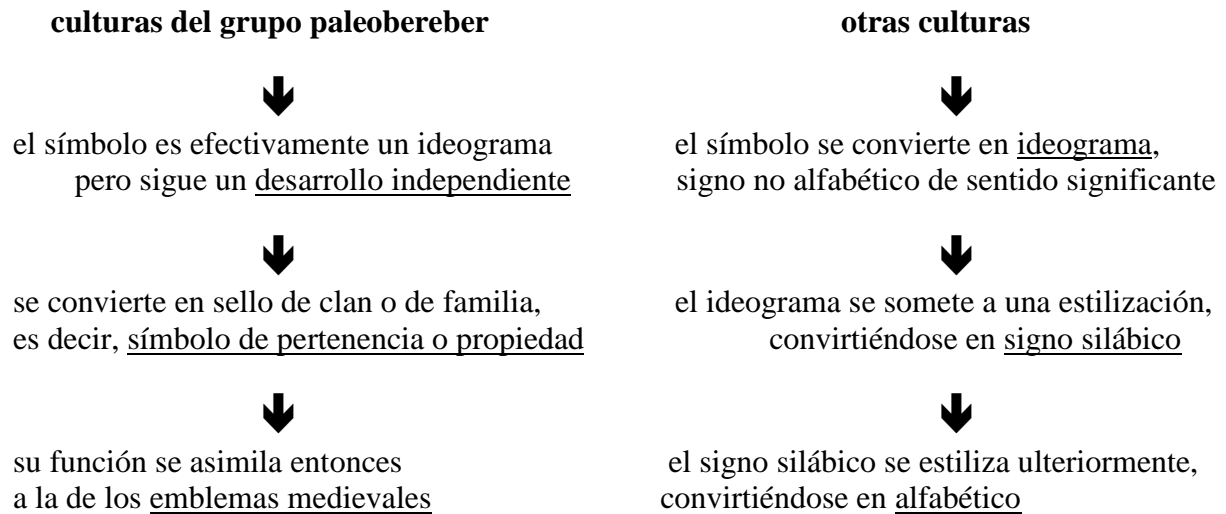 culturas del grupo paleobereber
el símbolo es efectivamente un ideograma
pero sigue un desarrollo independiente
se convierte en sello de clan o de familia,
es decir, símbolo de pertenencia o propiedad
su función se asimila entonces
a la de los emblemas medievales
otras culturas
el símbolo se convierte en ideograma,
signo no alfabético de sentido significante
el ideograma se somete a una estilización,
convirtiéndose en signo silábico
el signo silábico se estiliza ulteriormente,
convirtiéndose en alfabético